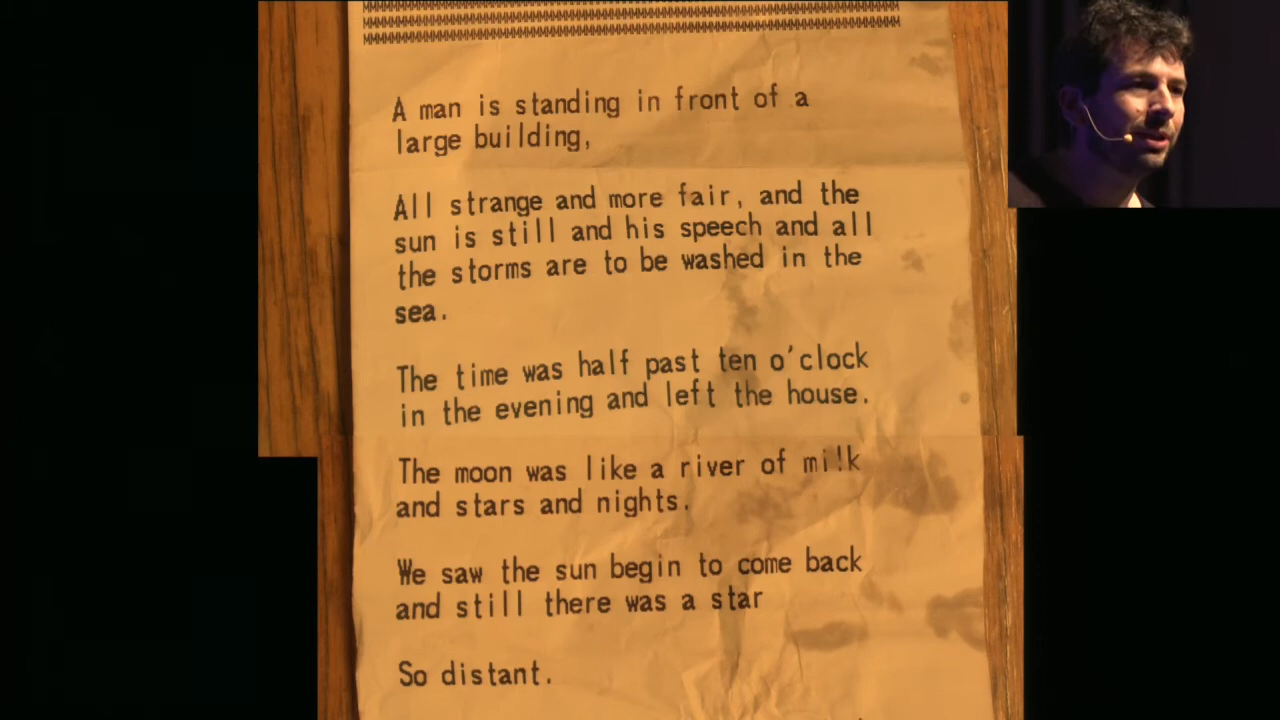 A man is standing in front of a
large building,
All strange and more fair, and the
sun is still and his speech and all
the storms are to be washed in the
sea.
The time was half past ten o'clock
in the evening and left the house.
The moon was like a river of milk
and stars and nights.
We saw the sun begin to come back
and still there was a star
So distant.